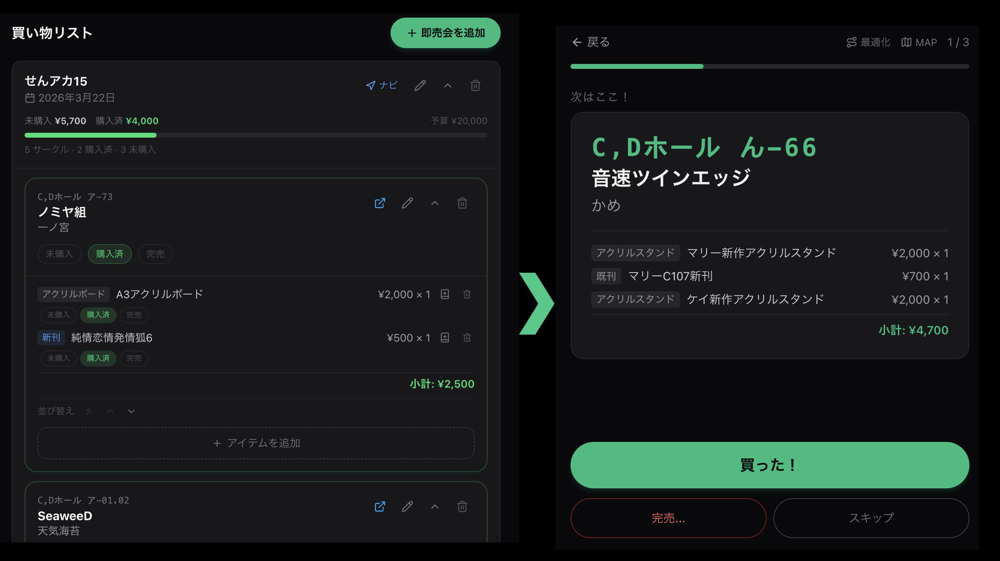 買い物リスト
+ 即売会を追加
せんアカ15
ナビ
2026年3月22日
未購入 ¥5,700 購入済 ¥4,000
予算 ¥20,000
5 サークル · 2 購入済 · 3 未購入
C,Dホール ア-73
ノミヤ組
一ノ宮
未購入 購入済 完売
アクリルボード A3アクリルボード ¥2,000 × 1
未購入 購入済 完売
新刊 純情恋情発情狐6 ¥500 × 1
未購入 購入済 完売
小計: ¥2,500
並び替え
+ アイテムを追加
C,Dホール ア-01.02
SeaweeD
天気海苔
← 戻る
最適化 MAP 1 / 3
次はここ！
C,Dホール ん-66
音速ツインエッジ
かめ
アクリルスタンド マリー新作アクリルスタンド ¥2,000 × 1
既刊 マリーC107新刊 ¥700 × 1
アクリルスタンド ケイ新作アクリルスタンド ¥2,000 × 1
小計: ¥4,700
買った！
完売...
スキップ